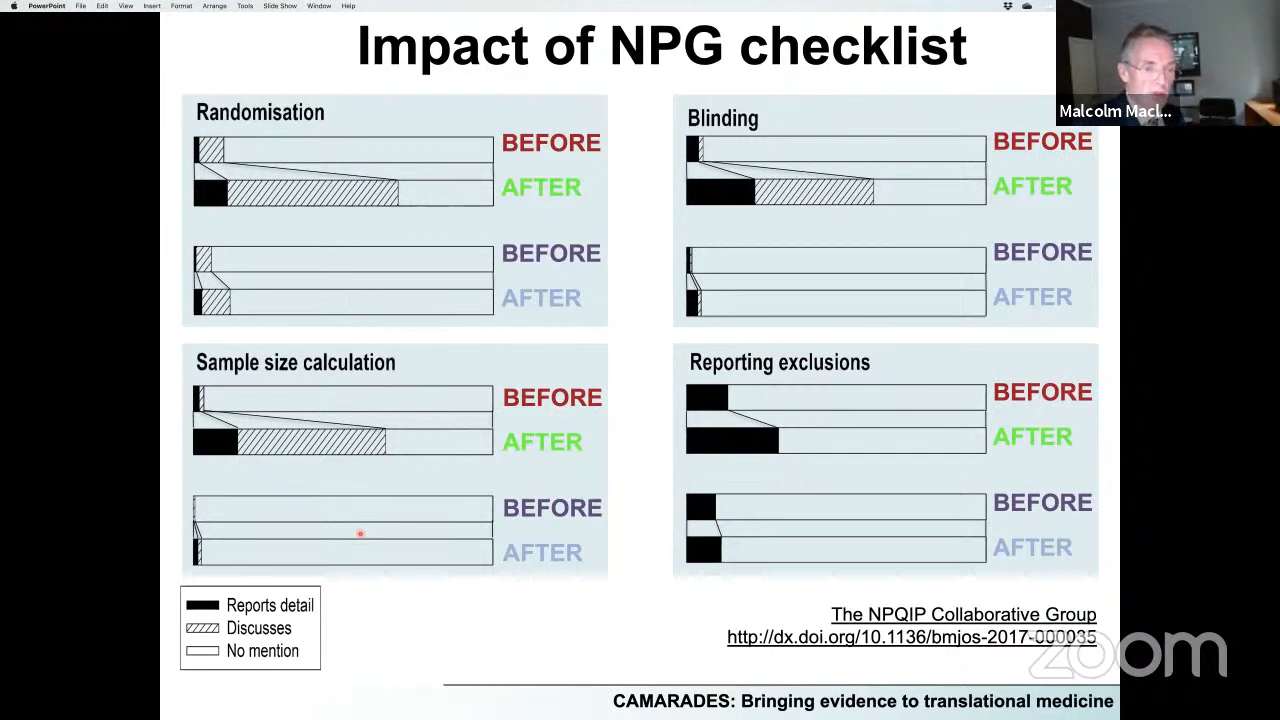 PowerPoint File Edit View Insert Format Arrange Tools Slide Show Window Help
Impact of NPG checklist
Malcolm Macl...
Randomisation
BEFORE
AFTER
BEFORE
AFTER
Blinding
BEFORE
AFTER
BEFORE
AFTER
Sample size calculation
BEFORE
AFTER
BEFORE
AFTER
Reporting exclusions
BEFORE
AFTER
BEFORE
AFTER
Reports detail
Discusses
No mention
The NPQIP Collaborative Group
http://dx.doi.org/10.1136/bmjos-2017-000035
zoom
CAMARADES: Bringing evidence to translational medicine